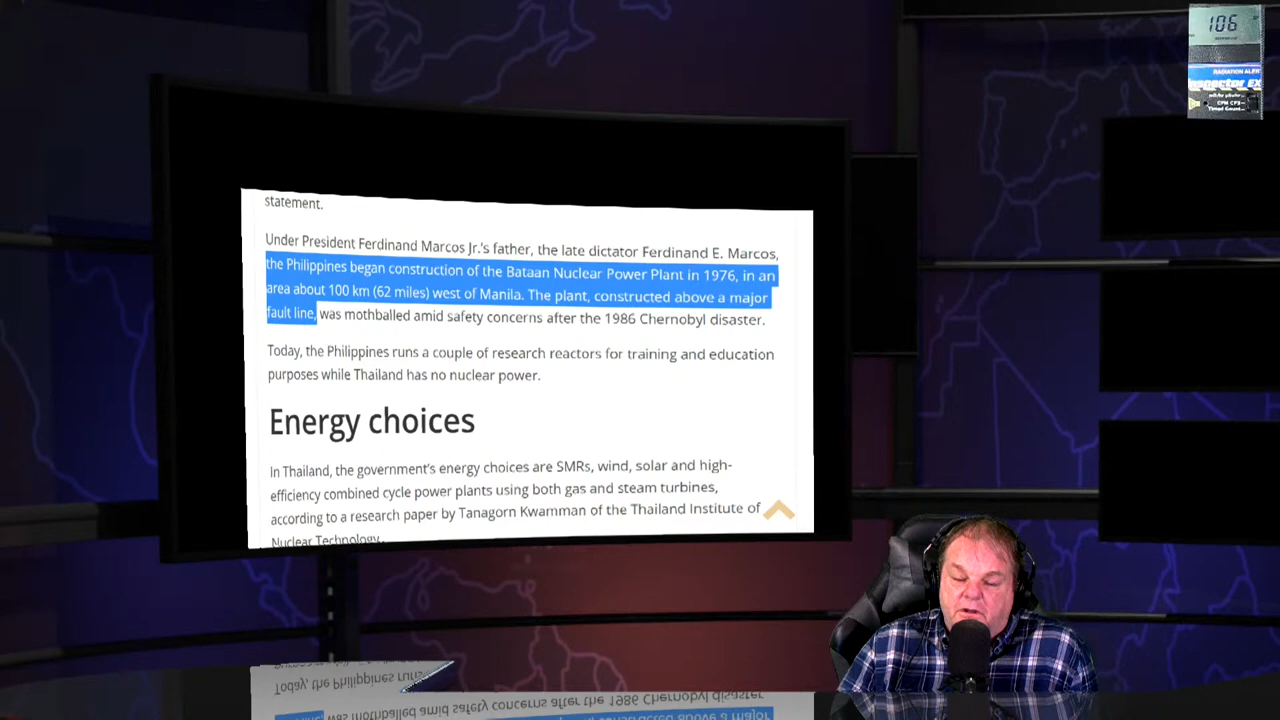 106
RADIATION ALERT
Inspector EX
CPM CPS
statement.
Under President Ferdinand Marcos Jr.'s father, the late dictator Ferdinand E. Marcos,
the Philippines began construction of the Bataan Nuclear Power Plant in 1976, in an
area about 100 km (62 miles) west of Manila. The plant, constructed above a major
fault line, was mothballed amid safety concerns after the 1986 Chernobyl disaster.
Today, the Philippines runs a couple of research reactors for training and education
purposes while Thailand has no nuclear power.
Energy choices
In Thailand, the government's energy choices are SMRs, wind, solar and high-
efficiency combined cycle power plants using both gas and steam turbines,
according to a research paper by Tanagorn Kwamman of the Thailand Institute of
Nuclear Technology.